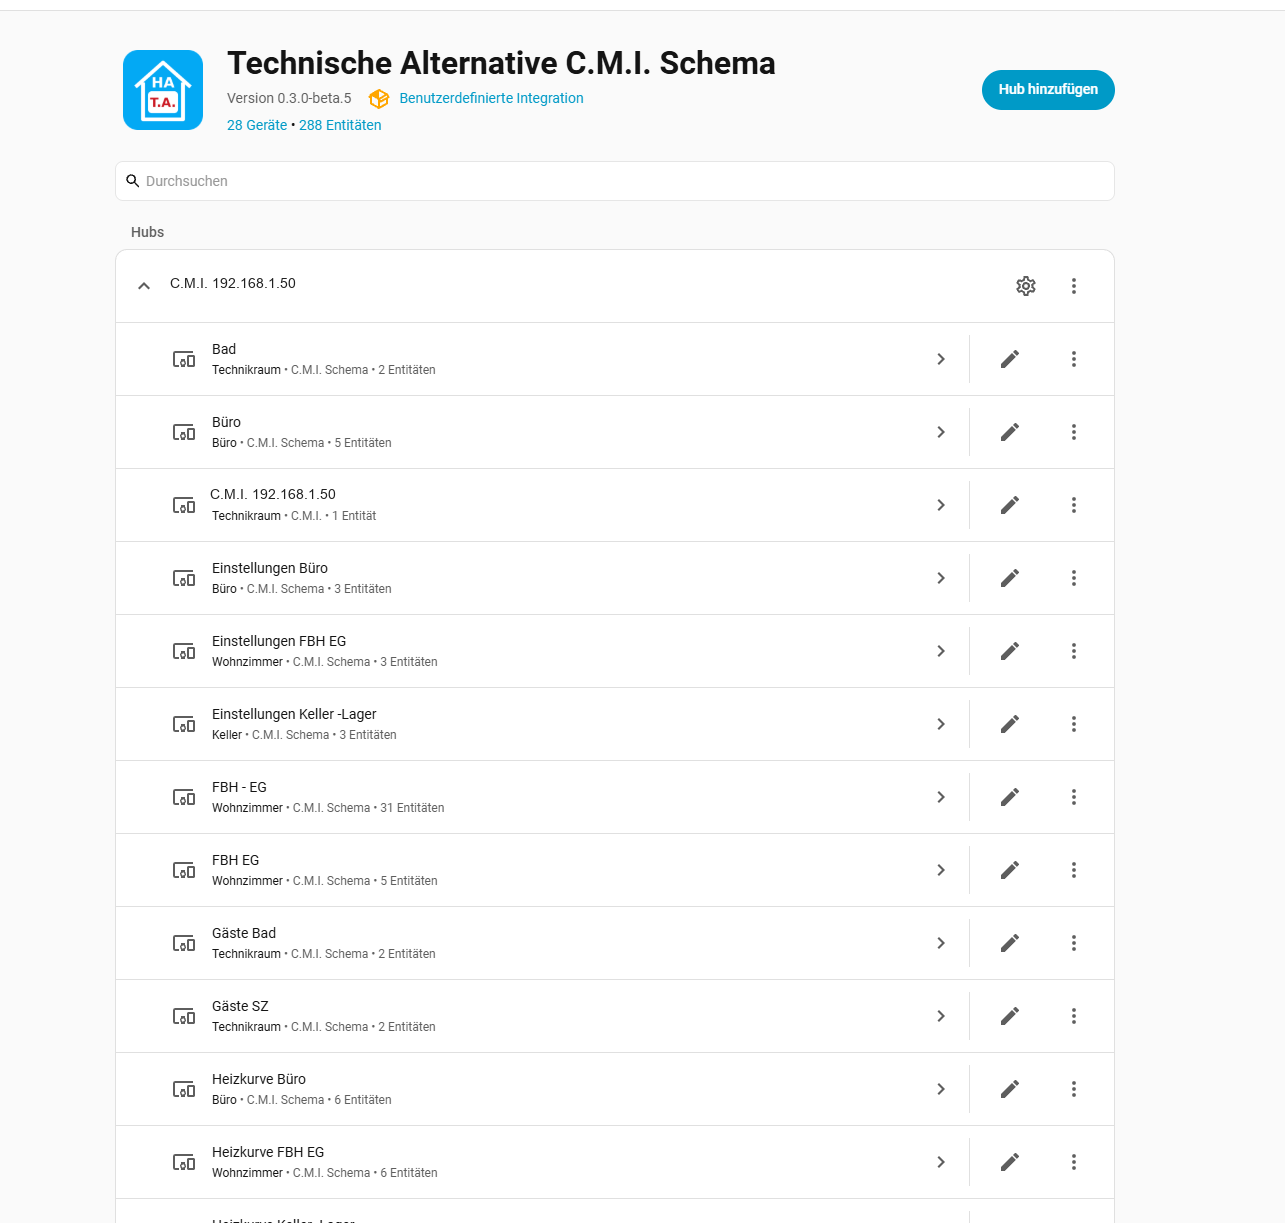 HA
T.A.
Technische Alternative C.M.I. Schema
Version 0.3.0-beta.5 Benutzerdefinierte Integration
28 Geräte • 288 Entitäten
Hub hinzufügen
Durchsuchen
Hubs
C.M.I. 192.168.1.50
Bad
Technikraum • C.M.I. Schema • 2 Entitäten
Büro
Büro • C.M.I. Schema • 5 Entitäten
C.M.I. 192.168.1.50
Technikraum • C.M.I. • 1 Entität
Einstellungen Büro
Büro • C.M.I. Schema • 3 Entitäten
Einstellungen FBH EG
Wohnzimmer • C.M.I. Schema • 3 Entitäten
Einstellungen Keller -Lager
Keller • C.M.I. Schema • 3 Entitäten
FBH - EG
Wohnzimmer • C.M.I. Schema • 31 Entitäten
FBH EG
Wohnzimmer • C.M.I. Schema • 5 Entitäten
Gäste Bad
Technikraum • C.M.I. Schema • 2 Entitäten
Gäste SZ
Technikraum • C.M.I. Schema • 2 Entitäten
Heizkurve Büro
Büro • C.M.I. Schema • 6 Entitäten
Heizkurve FBH EG
Wohnzimmer • C.M.I. Schema • 6 Entitäten